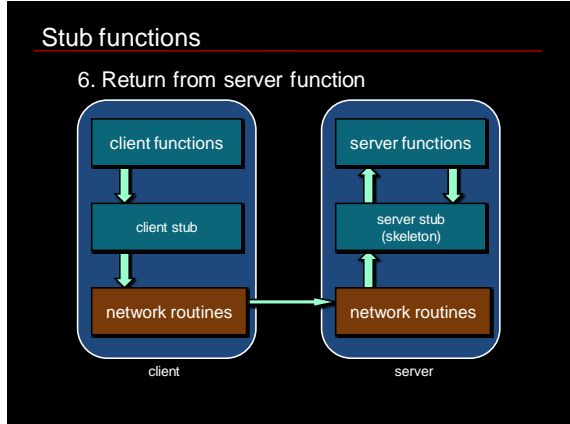 Stub functions
6. Return from server function
client functions
server functions
client stub
server stub
(skeleton)
network routines
network routines
client
server